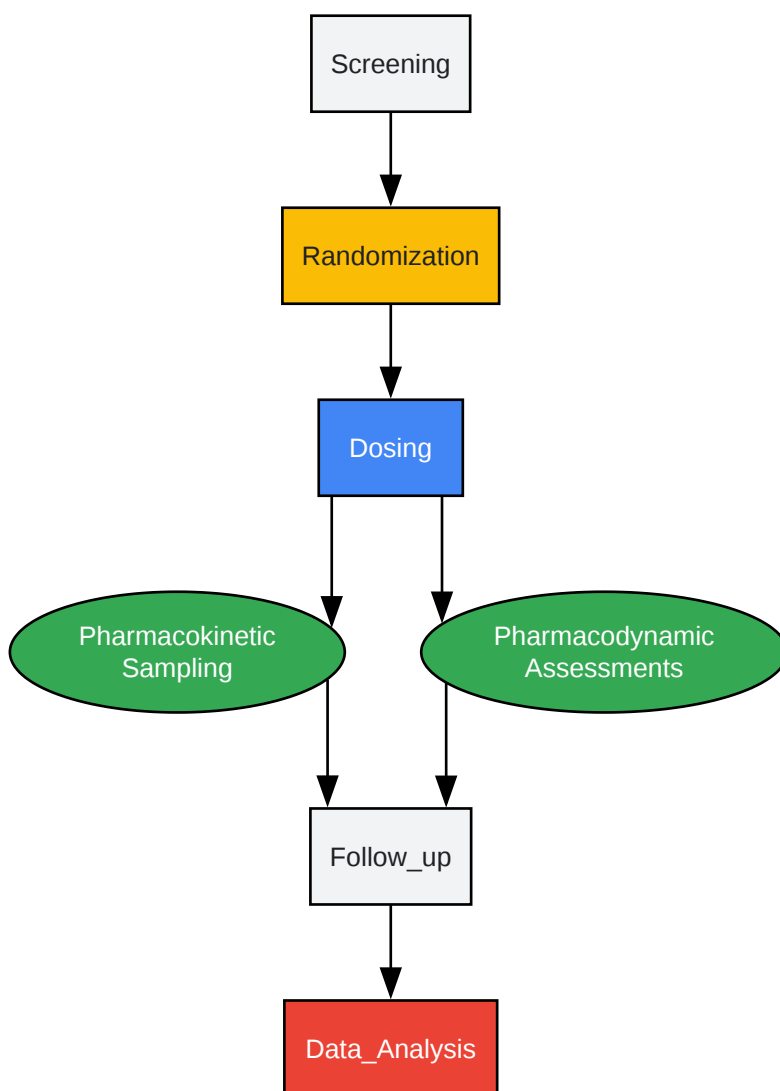 Screening
Randomization
Dosing
Pharmacokinetic
Sampling
Pharmacodynamic
Assessments
Follow_up
Data_Analysis